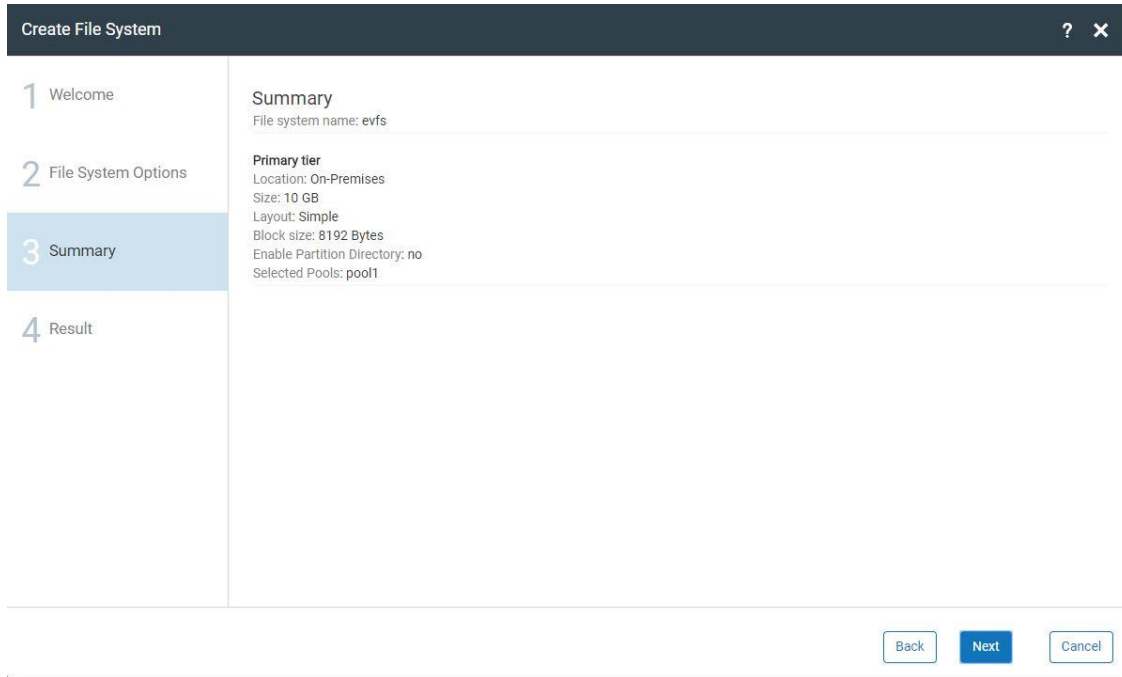 Create File System
? ×
1 Welcome
2 File System Options
3 Summary
4 Result
Summary
File system name: evfs
Primary tier
Location: On-Premises
Size: 10 GB
Layout: Simple
Block size: 8192 Bytes
Enable Partition Directory: no
Selected Pools: pool1
Back Next Cancel